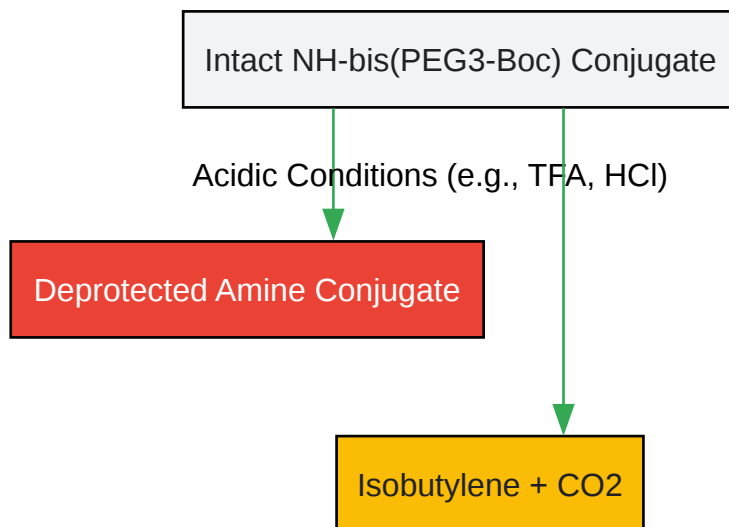 Intact NH-bis(PEG3-Boc) Conjugate
Acidic Conditions (e.g., TFA, HCl)
Deprotected Amine Conjugate
Isobutylene + CO2